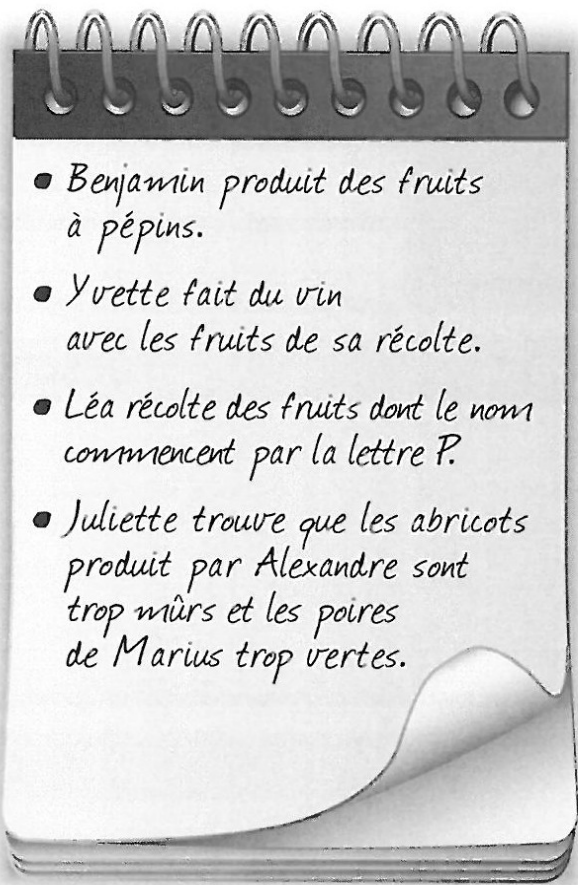 • Benjamin produit des fruits
à pépins.
• Yvette fait du vin
avec les fruits de sa récolte.
• Léa récolte des fruits dont le nom
commencent par la lettre P.
• Juliette trouve que les abricots
produit par Alexandre sont
trop mûrs et les poires
de Marius trop vertes.